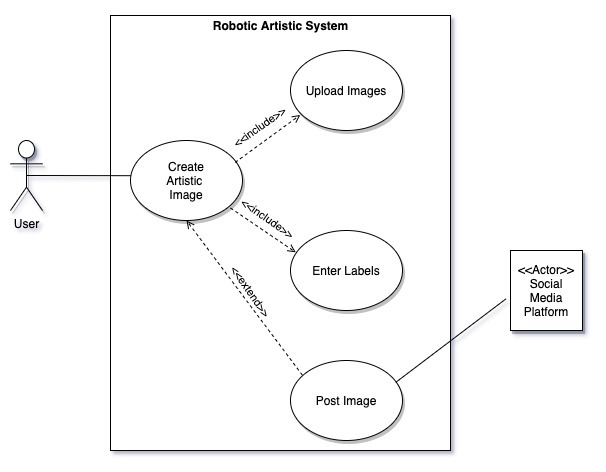 Robotic Artistic System
Upload Images
<<include>>
Create
Artistic
Image
User
<<include>>
Enter Labels
<<Actor>>
Social
Media
Platform
<<extend>>
Post Image